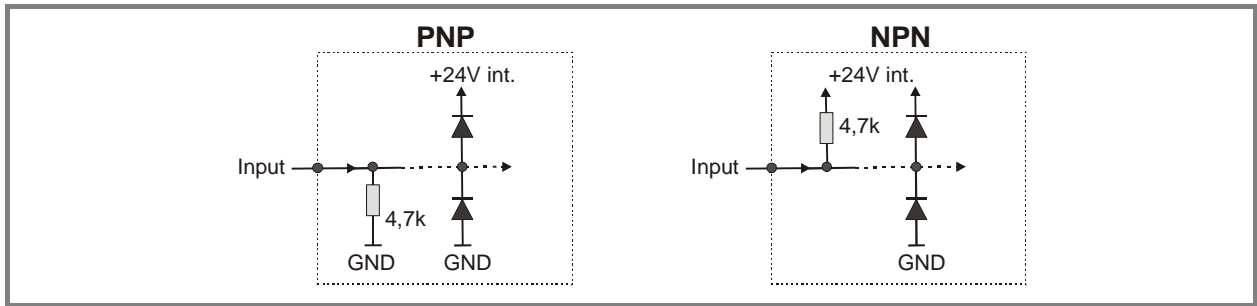 PNP
+24V int.
Input
4,7k
GND GND
NPN
+24V int.
4,7k
Input
GND